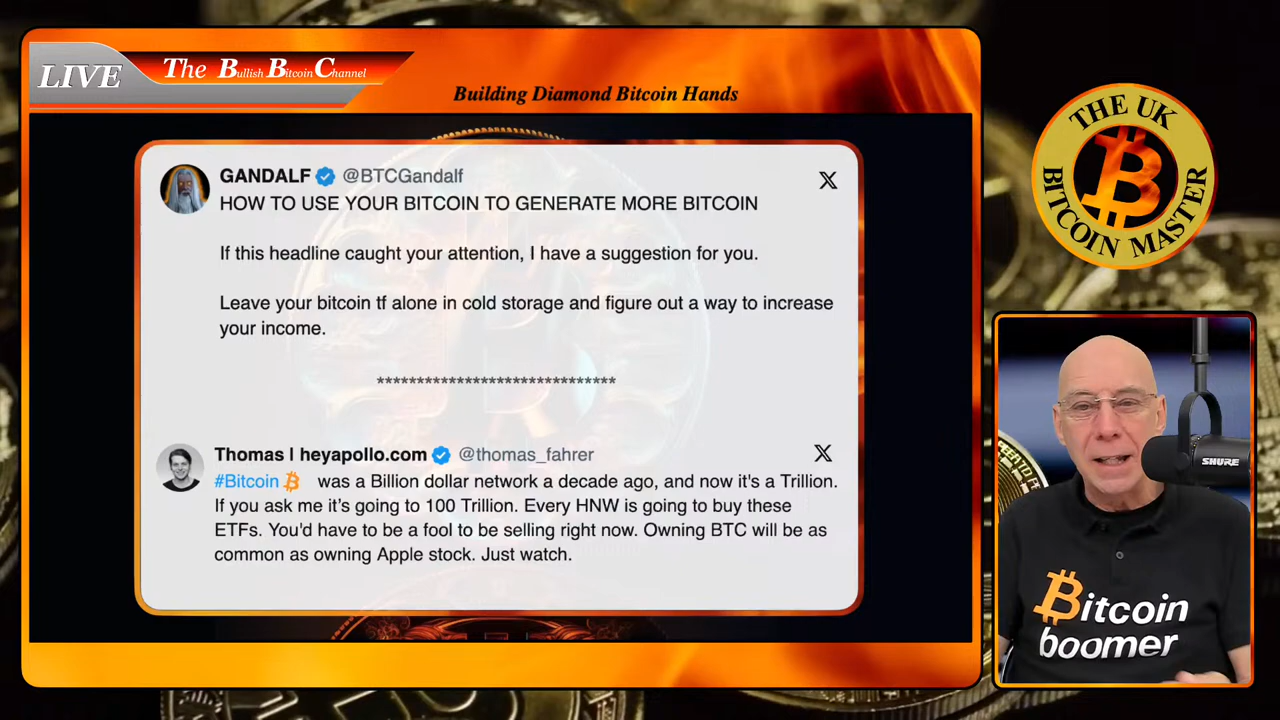 LIVE
The Bullish Bitcoin Channel
Building Diamond Bitcoin Hands
GANDALF @BTCGandalf
HOW TO USE YOUR BITCOIN TO GENERATE MORE BITCOIN
If this headline caught your attention, I have a suggestion for you.
Leave your bitcoin tf alone in cold storage and figure out a way to increase
your income.
******************************
Thomas | heyapollo.com @thomas_fahrer
#Bitcoin was a Billion dollar network a decade ago, and now it's a Trillion.
If you ask me it’s going to 100 Trillion. Every HNW is going to buy these
ETFs. You'd have to be a fool to be selling right now. Owning BTC will be as
common as owning Apple stock. Just watch.
THE UK
BITCOIN MASTER
SHURE
Bitcoin
boomer